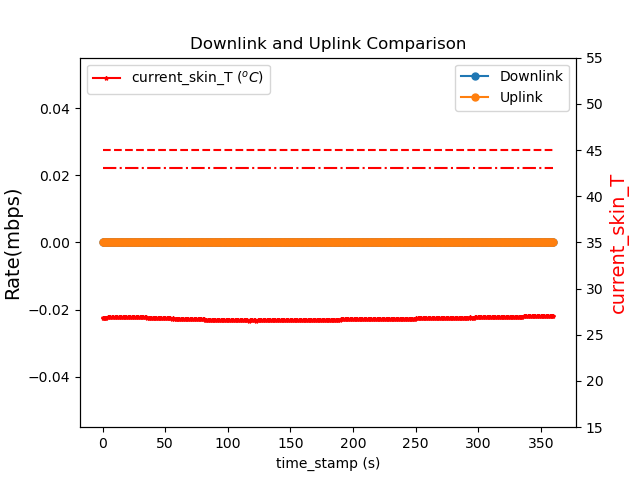 Downlink and Uplink Comparison
current_skin_T (°C)
Downlink
Uplink
Rate(mbps)
0.04
0.02
0.00
−0.02
−0.04
55
50
45
40
35
30
25
20
15
current_skin_T
0 50 100 150 200 250 300 350
time_stamp (s)